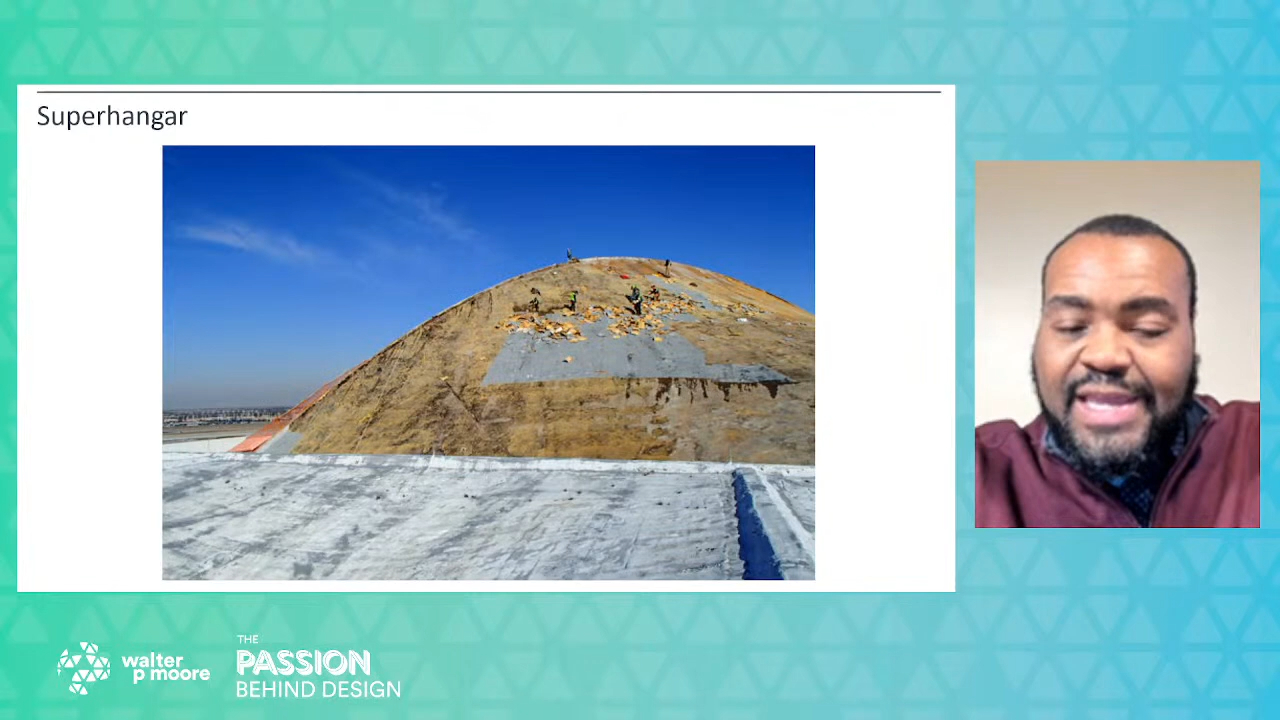 Superhangar
walter
p moore
THE
PASSION
BEHIND DESIGN